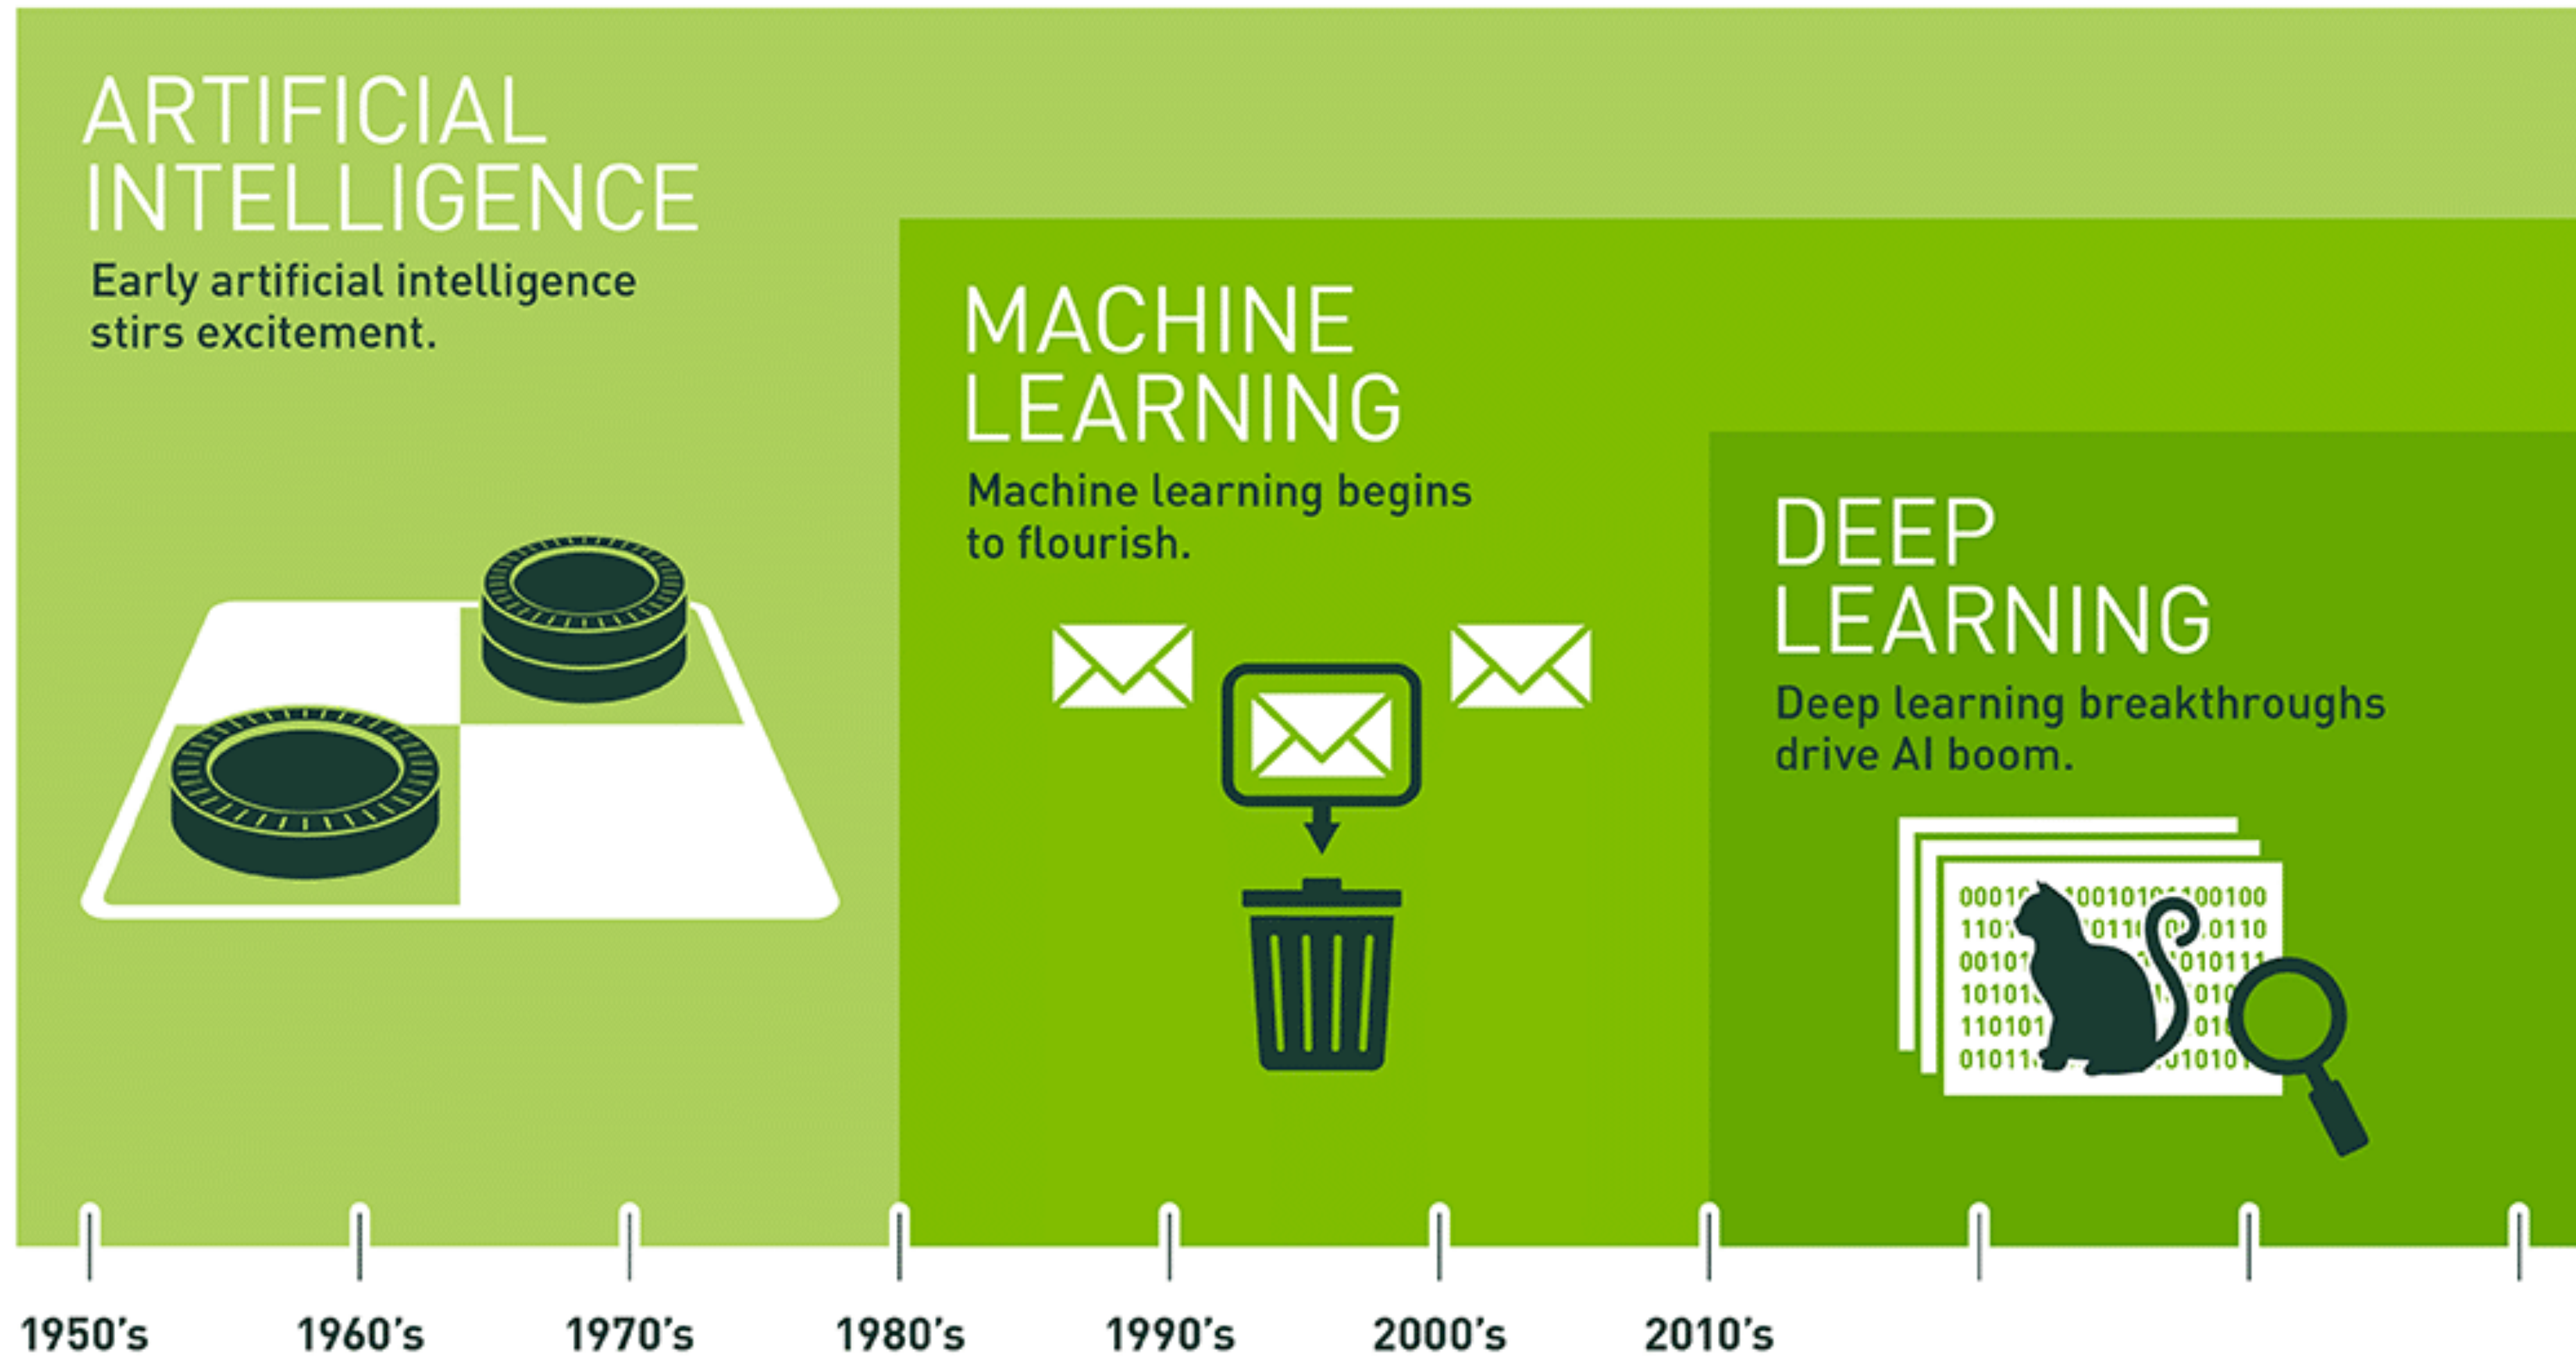 ARTIFICIAL
INTELLIGENCE
Early artificial intelligence
stirs excitement.
MACHINE
LEARNING
Machine learning begins
to flourish.
DEEP
LEARNING
Deep learning breakthroughs
drive AI boom.
1950's 1960's 1970's 1980's 1990's 2000's 2010's